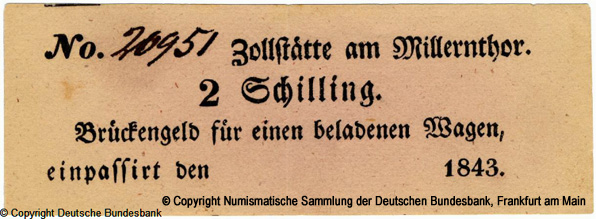 No. 20951 Zollstätte am Millernthor.
2 Schilling.
Brückengeld für einen beladenen Wagen,
einpassirt den 1843.
© Copyright Numismatische Sammlung der Deutschen Bundesbank, Frankfurt am Main
© Copyright Deutsche Bundesbank